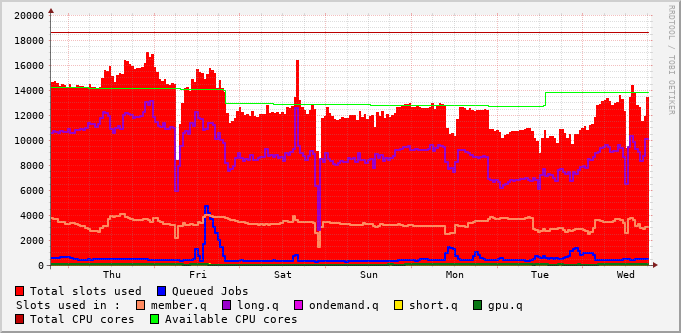 RRDTOOL / TOBI OETIKER
20000
18000
16000
14000
12000
10000
8000
6000
4000
2000
0
Thu Fri Sat Sun Mon Tue Wed
Total slots used Queued Jobs
Slots used in : member.q long.q ondemand.q short.q gpu.q
Total CPU cores Available CPU cores